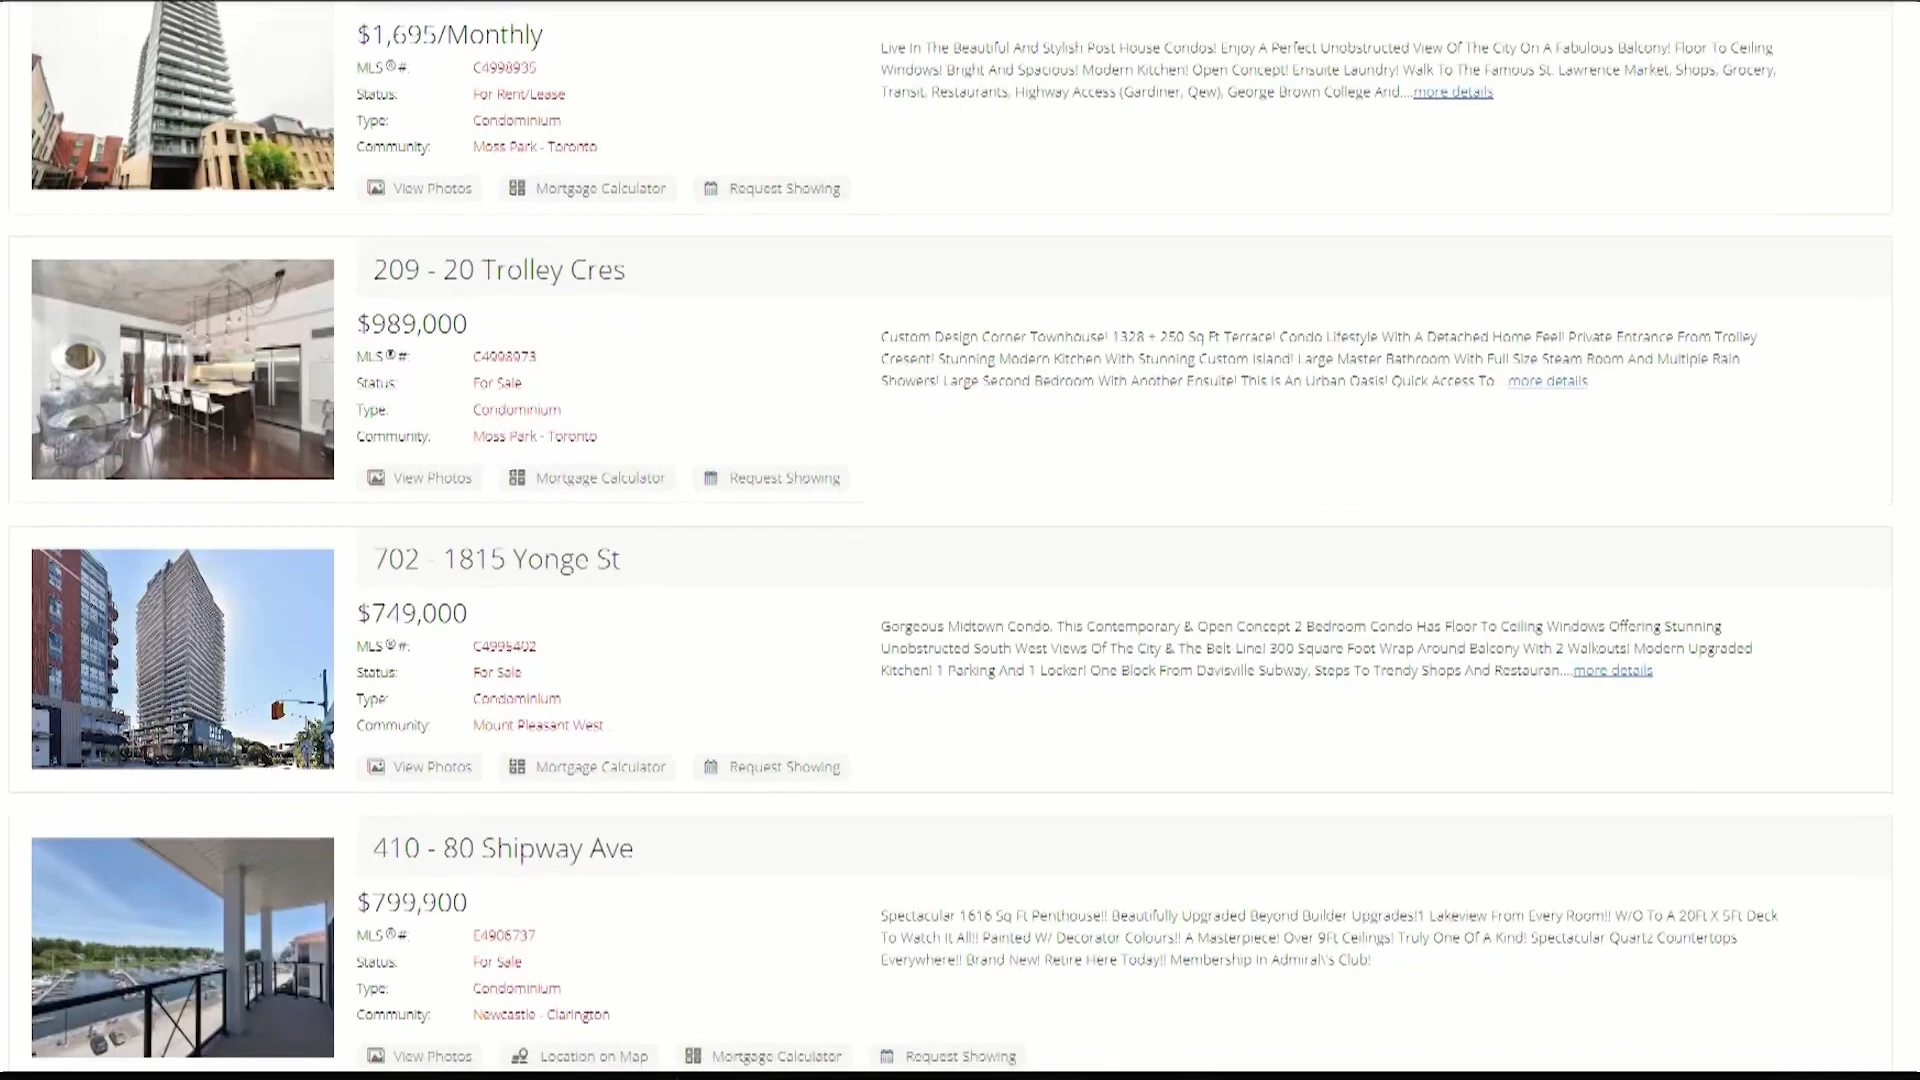 $1,695/Monthly
MLS®#: C4998935
Status: For Rent/Lease
Type: Condominium
Community: Moss Park - Toronto
Live In The Beautiful And Stylish Post House Condos! Enjoy A Perfect Unobstructed View Of The City On A Fabulous Balcony! Floor To Ceiling
Windows! Bright And Spacious! Modern Kitchen! Open Concept! Ensuite Laundry! Walk To The Famous St. Lawrence Market, Shops, Grocery,
Transit, Restaurants, Highway Access (Gardiner, Qew), George Brown College And....more details
View Photos Mortgage Calculator Request Showing
209 - 20 Trolley Cres
$989,000
MLS®#: C4998973
Status: For Sale
Type: Condominium
Community: Moss Park - Toronto
Custom Design Corner Townhouse! 1328 + 250 Sq Ft Terrace! Condo Lifestyle With A Detached Home Feel! Private Entrance From Trolley
Cresent! Stunning Modern Kitchen With Stunning Custom Island! Large Master Bathroom With Full Size Steam Room And Multiple Rain
Showers! Large Second Bedroom With Another Ensuite! This Is An Urban Oasis! Quick Access To more details
View Photos Mortgage Calculator Request Showing
702 - 1815 Yonge St
$749,000
MLS®#: C4995402
Status: For Sale
Type: Condominium
Community: Mount Pleasant West
Gorgeous Midtown Condo. This Contemporary & Open Concept 2 Bedroom Condo Has Floor To Ceiling Windows Offering Stunning
Unobstructed South West Views Of The City & The Belt Line! 300 Square Foot Wrap Around Balcony With 2 Walkouts! Modern Upgraded
Kitchen! 1 Parking And 1 Locker! One Block From Davisville Subway, Steps To Trendy Shops And Restauran....more details
View Photos Mortgage Calculator Request Showing
410 - 80 Shipway Ave
$799,900
MLS®#: E4906737
Status: For Sale
Type: Condominium
Community: Newcastle - Clarington
Spectacular 1616 Sq Ft Penthouse!! Beautifully Upgraded Beyond Builder Upgrades!1 Lakeview From Every Room!! W/O To A 20Ft X 5Ft Deck
To Watch It All!! Painted W/ Decorator Colours!! A Masterpiece! Over 9Ft Ceilings! Truly One Of A Kind! Spectacular Quartz Countertops
Everywhere!! Brand New! Retire Here Today!! Membership In Admiral\'s Club!
View Photos Location on Map Mortgage Calculator Request Showing